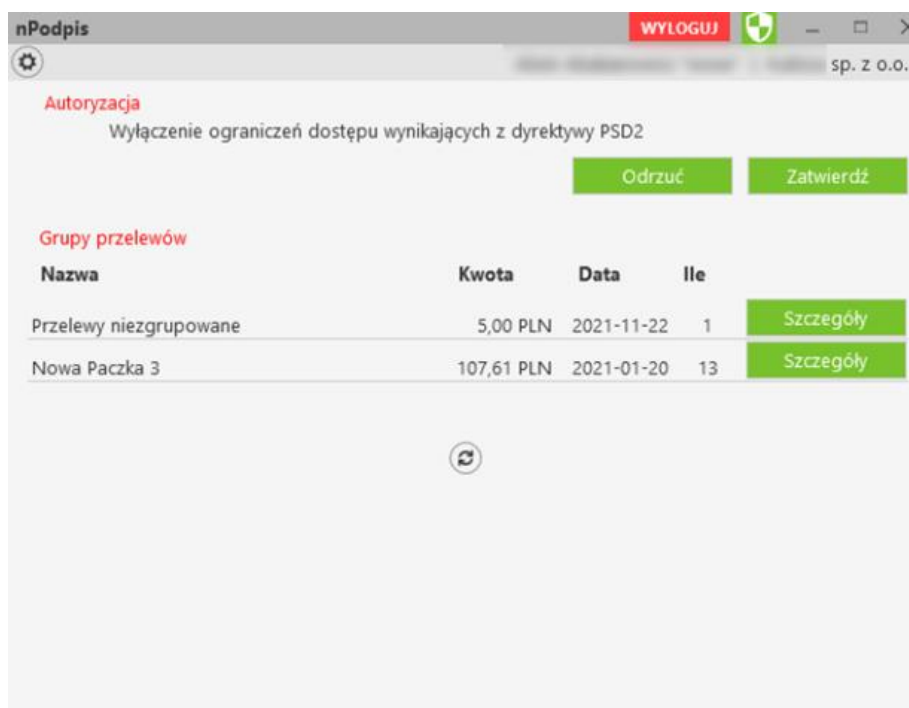 nPodpis WYLOGUJ
sp. z o.o.
Autoryzacja
Wyłączenie ograniczeń dostępu wynikających z dyrektywy PSD2
Odrzuć Zatwierdź
Grupy przelewów
Nazwa Kwota Data Ile
Przelewy niezgrupowane 5,00 PLN 2021-11-22 1 Szczegóły
Nowa Paczka 3 107,61 PLN 2021-01-20 13 Szczegóły